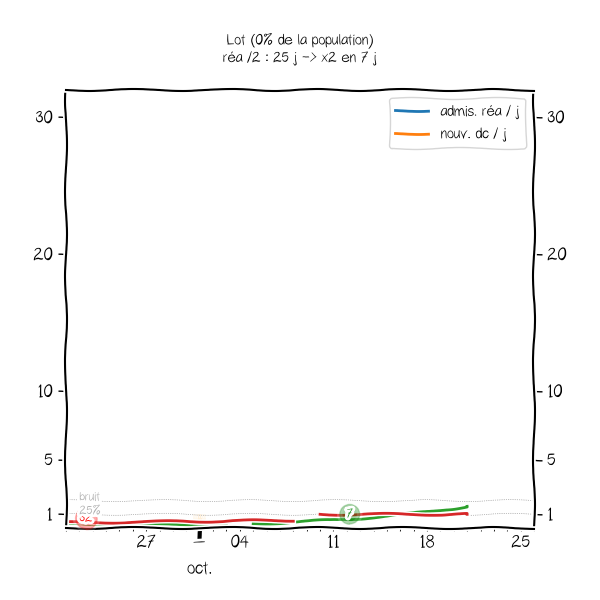 Lot (0% de la population)
réa /2 : 25 j -> x2 en 7 j
admis. réa / j
nouv. dc / j
30
30
20
20
10
10
5
5
bruit
25%
7
1
1
27
04
11
18
25
oct.